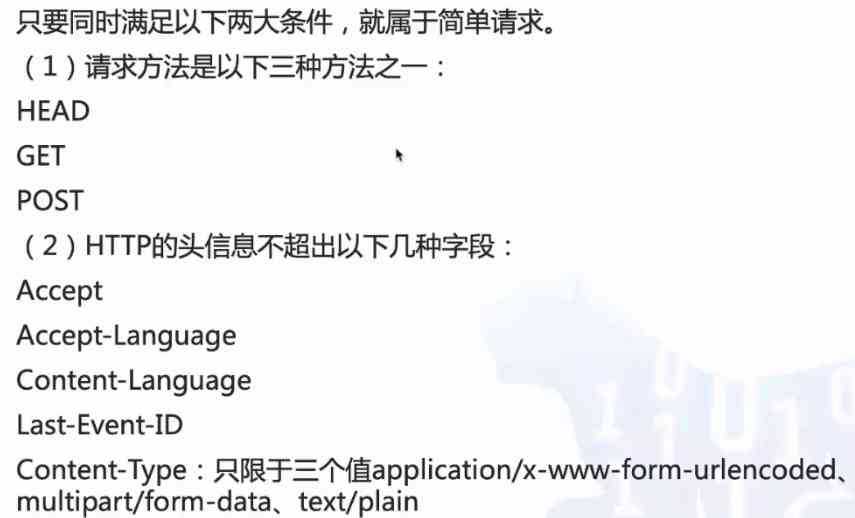 只要同时满足以下两大条件，就属于简单请求。
（1）请求方法是以下三种方法之一：
HEAD
GET
POST
（2）HTTP的头信息不超出以下几种字段：
Accept
Accept-Language
Content-Language
Last-Event-ID
Content-Type：只限于三个值application/x-www-form-urlencoded、
multipart/form-data、text/plain